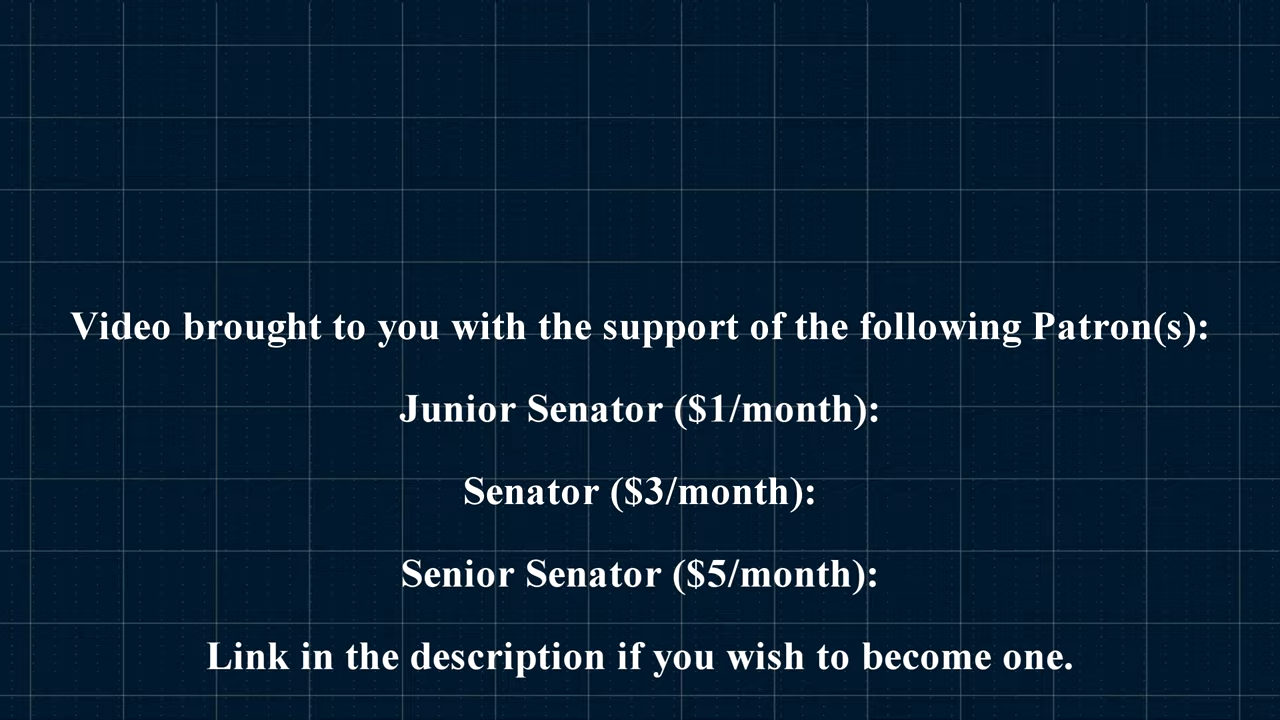 Video brought to you with the support of the following Patron(s):
Junior Senator ($1/month):
Senator ($3/month):
Senior Senator ($5/month):
Link in the description if you wish to become one.